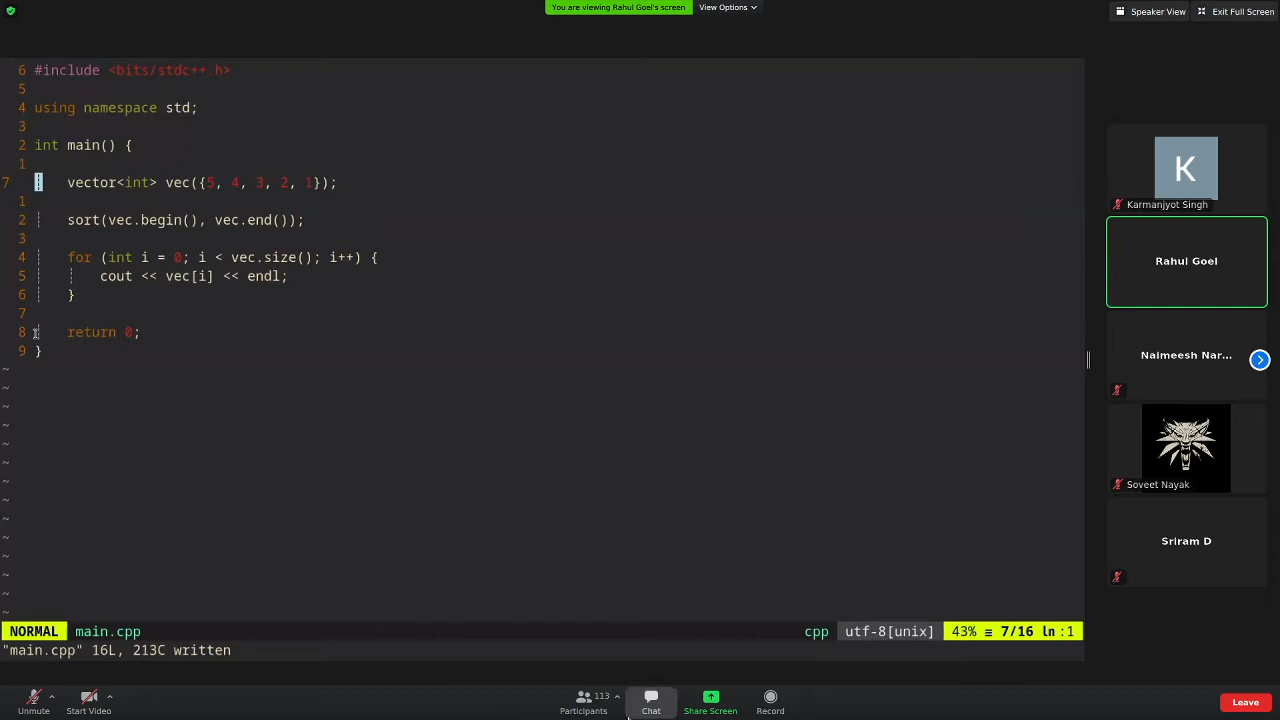 You are viewing Rahul Goel's screen
View Options
Speaker View
Exit Full Screen
6 #include <bits/stdc++.h>
5
4 using namespace std;
3
2 int main() {
1
7 vector<int> vec({5, 4, 3, 2, 1});
1
2 sort(vec.begin(), vec.end());
3
4 for (int i = 0; i < vec.size(); i++) {
5 cout << vec[i] << endl;
6 }
7
8 return 0;
9 }
~
~
~
~
~
~
~
~
~
~
~
~
~
~
NORMAL main.cpp cpp utf-8[unix] 43% ≡ 7/16 ln :1
"main.cpp" 16L, 213C written
K
Karmanjyot Singh
Rahul Goel
Naimeesh Nar...
Soveet Nayak
Sriram D
Unmute
Start Video
113
Participants
Chat
Share Screen
Record
Leave